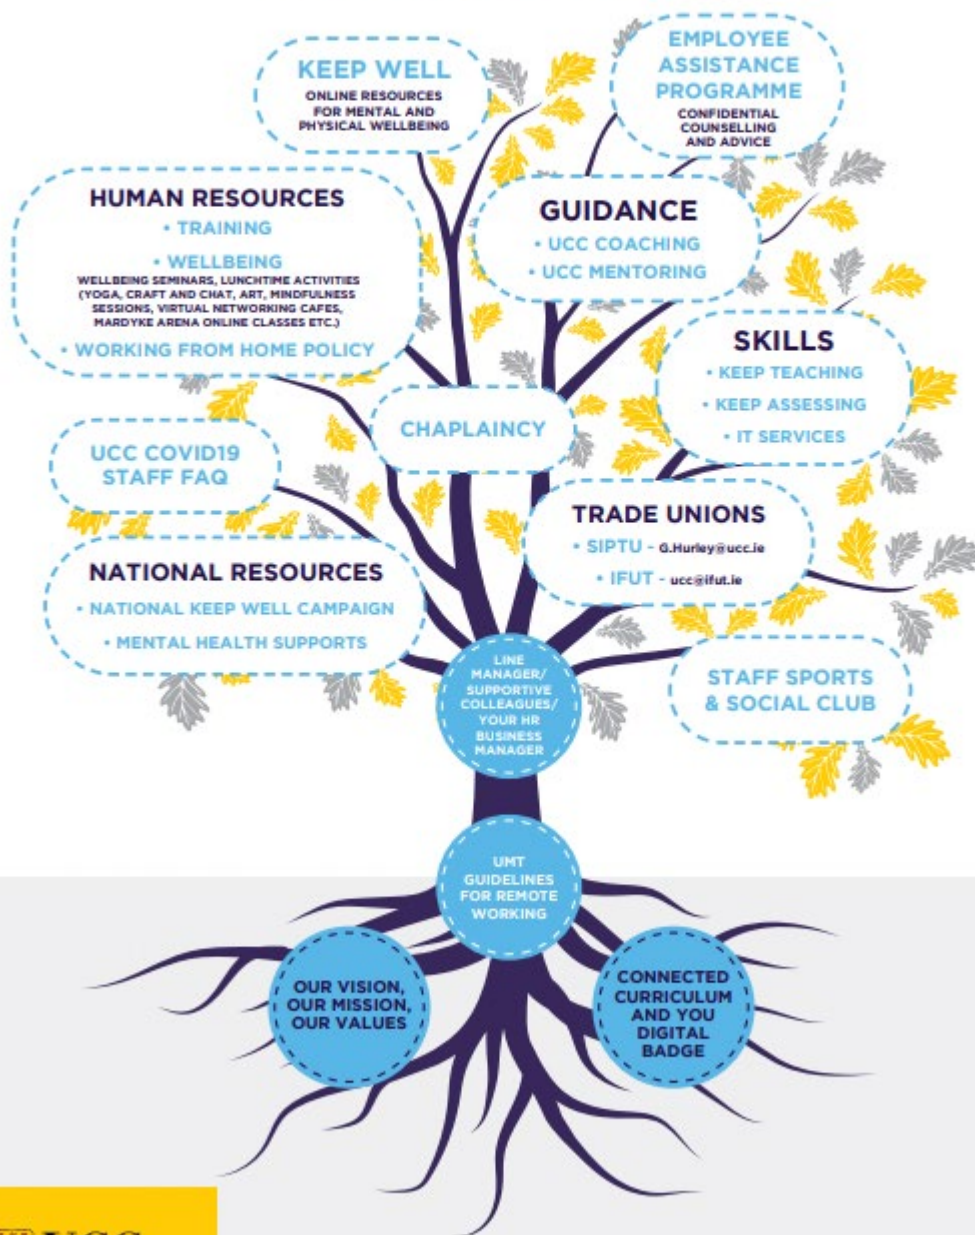 KEEP WELL
ONLINE RESOURCES
FOR MENTAL AND
PHYSICAL WELLBEING
EMPLOYEE
ASSISTANCE
PROGRAMME
CONFIDENTIAL
COUNSELLING
AND ADVICE
HUMAN RESOURCES
• TRAINING
• WELLBEING
WELLBEING SEMINARS, LUNCHTIME ACTIVITIES
(YOGA, CRAFT AND CHAT, ART, MINDFULNESS
SESSIONS, VIRTUAL NETWORKING CAFES,
MARDYKE ARENA ONLINE CLASSES ETC.)
• WORKING FROM HOME POLICY
GUIDANCE
• UCC COACHING
• UCC MENTORING
SKILLS
• KEEP TEACHING
• KEEP ASSESSING
• IT SERVICES
CHAPLAINCY
UCC COVID19
STAFF FAQ
TRADE UNIONS
• SIPTU - G.Hurley@ucc.ie
• IFUT - ucc@ifut.ie
NATIONAL RESOURCES
• NATIONAL KEEP WELL CAMPAIGN
• MENTAL HEALTH SUPPORTS
LINE
MANAGER/
SUPPORTIVE
COLLEAGUES/
YOUR HR
BUSINESS
MANAGER
STAFF SPORTS
& SOCIAL CLUB
UMT
GUIDELINES
FOR REMOTE
WORKING
OUR VISION,
OUR MISSION,
OUR VALUES
CONNECTED
CURRICULUM
AND YOU
DIGITAL
BADGE